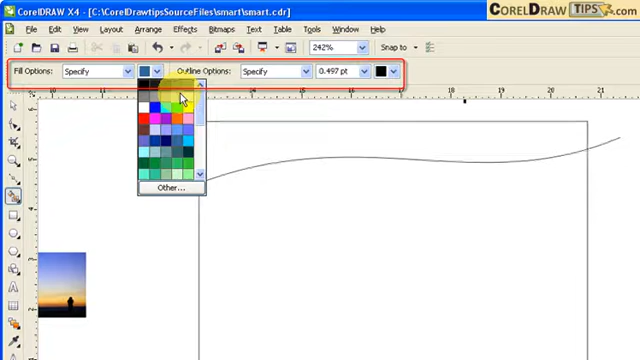 CorelDRAW X4 - [C:\CorelDrawtipsSourceFiles\smart\smart.cdr]
CORELDRAW TIPS.COM
File Edit View Layout Arrange Effects Bitmaps Text Table Tools Window Help
242% Snap to
Fill Options: Specify Outline Options: Specify 0.497 pt
Other...